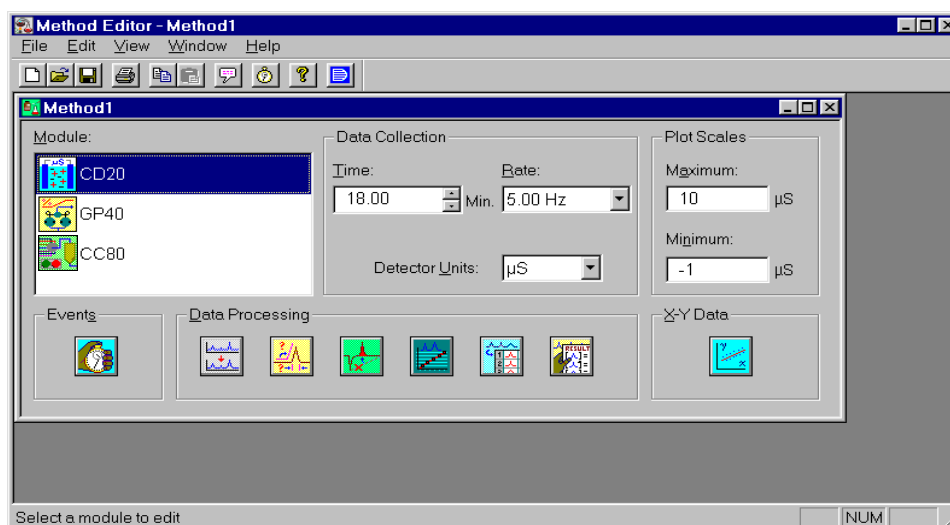 Method Editor - Method1
File Edit View Window Help
Method1
Module:
CD20
GP40
CC80
Data Collection
Time: Rate:
18.00 Min. 5.00 Hz
Detector Units: µS
Plot Scales
Maximum:
10 µS
Minimum:
-1 µS
Events
Data Processing
RESULT
X-Y Data
Select a module to edit NUM